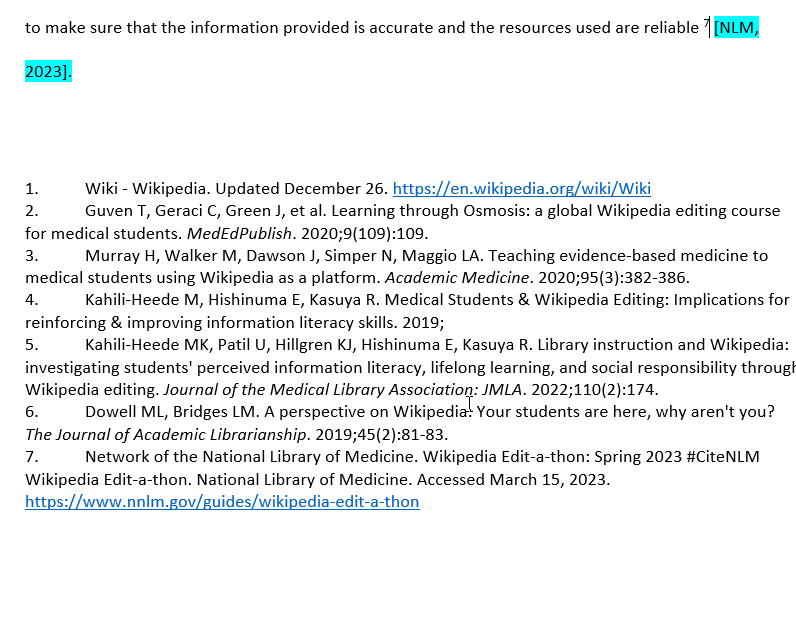 to make sure that the information provided is accurate and the resources used are reliable 7 [NLM,
2023].
1. Wiki - Wikipedia. Updated December 26. https://en.wikipedia.org/wiki/Wiki
2. Guven T, Geraci C, Green J, et al. Learning through Osmosis: a global Wikipedia editing course
for medical students. MedEdPublish. 2020;9(109):109.
3. Murray H, Walker M, Dawson J, Simper N, Maggio LA. Teaching evidence-based medicine to
medical students using Wikipedia as a platform. Academic Medicine. 2020;95(3):382-386.
4. Kahili-Heede M, Hishinuma E, Kasuya R. Medical Students & Wikipedia Editing: Implications for
reinforcing & improving information literacy skills. 2019;
5. Kahili-Heede MK, Patil U, Hillgren KJ, Hishinuma E, Kasuya R. Library instruction and Wikipedia:
investigating students' perceived information literacy, lifelong learning, and social responsibility through
Wikipedia editing. Journal of the Medical Library Association: JMLA. 2022;110(2):174.
6. Dowell ML, Bridges LM. A perspective on Wikipedia: Your students are here, why aren't you?
The Journal of Academic Librarianship. 2019;45(2):81-83.
7. Network of the National Library of Medicine. Wikipedia Edit-a-thon: Spring 2023 #CiteNLM
Wikipedia Edit-a-thon. National Library of Medicine. Accessed March 15, 2023.
https://www.nnlm.gov/guides/wikipedia-edit-a-thon